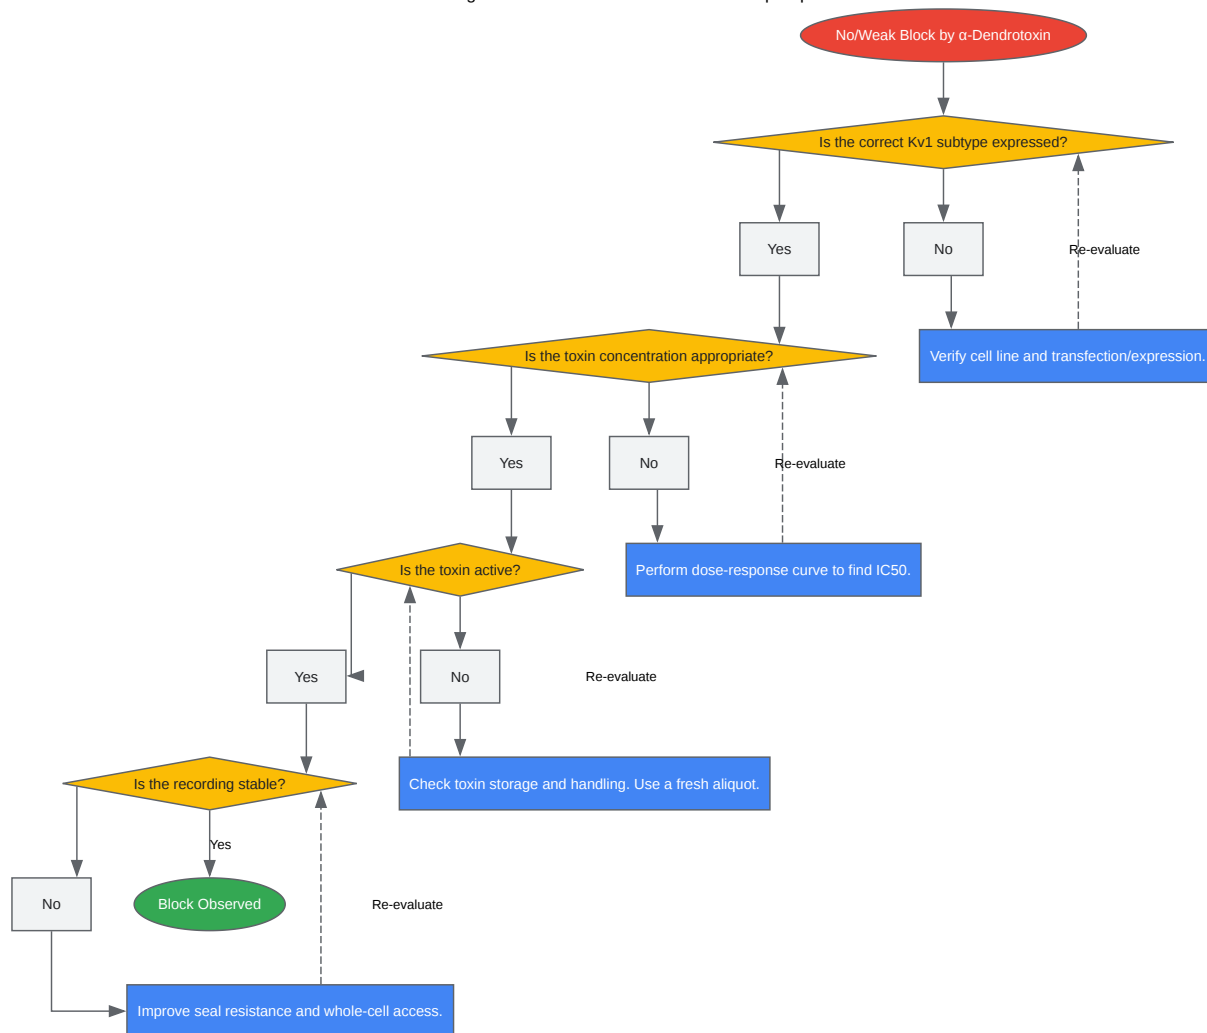 No/Weak Block by α-Dendrotoxin
Is the correct Kv1 subtype expressed?
Yes
No
Re-evaluate
Verify cell line and transfection/expression.
Is the toxin concentration appropriate?
Yes
No
Re-evaluate
Perform dose-response curve to find IC50.
Is the toxin active?
Yes
No
Re-evaluate
Check toxin storage and handling. Use a fresh aliquot.
Is the recording stable?
Yes
No
Block Observed
Re-evaluate
Improve seal resistance and whole-cell access.